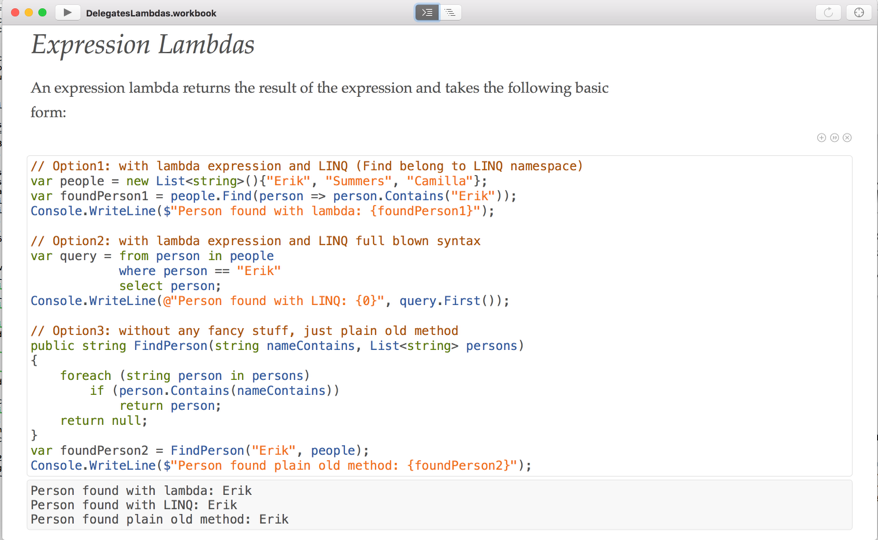 DelegatesLambdas.workbook
Expression Lambdas
An expression lambda returns the result of the expression and takes the following basic
form:
// Option1: with lambda expression and LINQ (Find belong to LINQ namespace)
var people = new List<string>(){"Erik", "Summers", "Camilla"};
var foundPerson1 = people.Find(person => person.Contains("Erik"));
Console.WriteLine($"Person found with lambda: {foundPerson1}");
// Option2: with lambda expression and LINQ full blown syntax
var query = from person in people
            where person == "Erik"
            select person;
Console.WriteLine(@"Person found with LINQ: {0}", query.First());
// Option3: without any fancy stuff, just plain old method
public string FindPerson(string nameContains, List<string> persons)
{
    foreach (string person in persons)
        if (person.Contains(nameContains))
            return person;
    return null;
}
var foundPerson2 = FindPerson("Erik", people);
Console.WriteLine($"Person found plain old method: {foundPerson2}");
Person found with lambda: Erik
Person found with LINQ: Erik
Person found plain old method: Erik